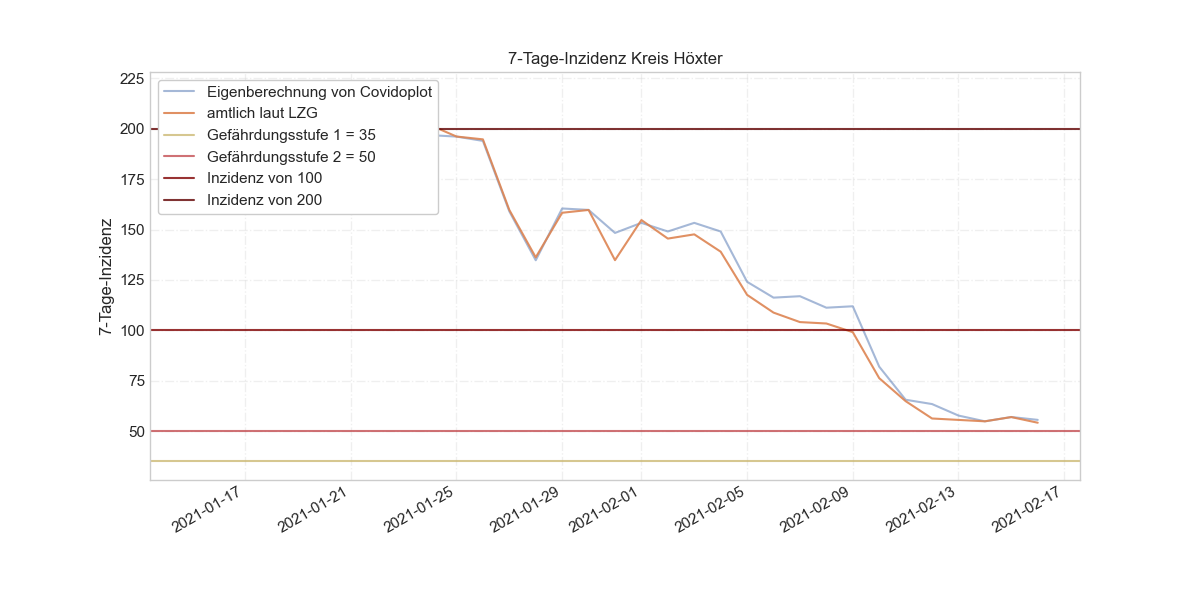 7-Tage-Inzidenz Kreis Höxter
225
200
175
150
125
100
75
50
7-Tage-Inzidenz
Eigenberechnung von Covidoplot
amtlich laut LZG
Gefährdungsstufe 1 = 35
Gefährdungsstufe 2 = 50
Inzidenz von 100
Inzidenz von 200
2021-01-17
2021-01-21
2021-01-25
2021-01-29
2021-02-01
2021-02-05
2021-02-09
2021-02-13
2021-02-17